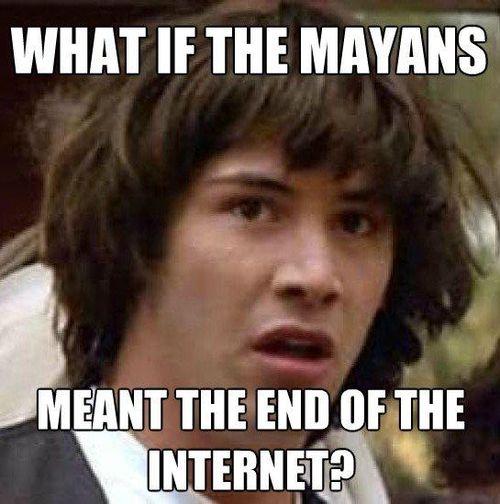 WHAT IF THE MAYANS
MEANT THE END OF THE
INTERNET?